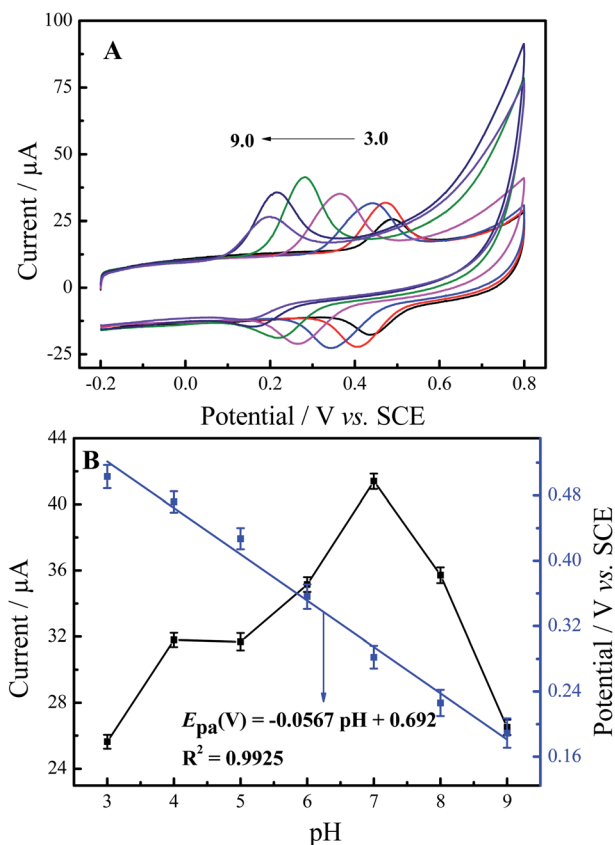 A
9.0
3.0
100
75
50
25
0
-25
Current / μA
-0.2 0.0 0.2 0.4 0.6 0.8
Potential / V vs. SCE
B
44
40
36
32
28
24
Current / μA
0.48
0.40
0.32
0.24
0.16
Potential / V vs. SCE
Epa(V) = -0.0567 pH + 0.692
R2 = 0.9925
3 4 5 6 7 8 9
pH